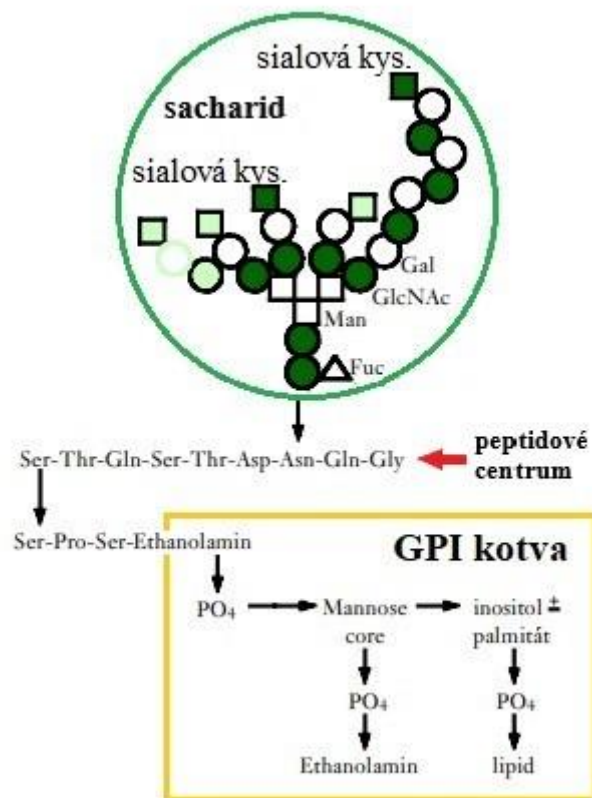 sialová kys.
sacharid
sialová kys.
Gal
GlcNAc
Man
Fuc
Ser-Thr-Gln-Ser-Thr-Asp-Asn-Gln-Gly
peptidové
centrum
Ser-Pro-Ser-Ethanolamin
GPI kotva
PO₄
Mannose
core
inositol ±
palmitát
PO₄
PO₄
Ethanolamin
lipid